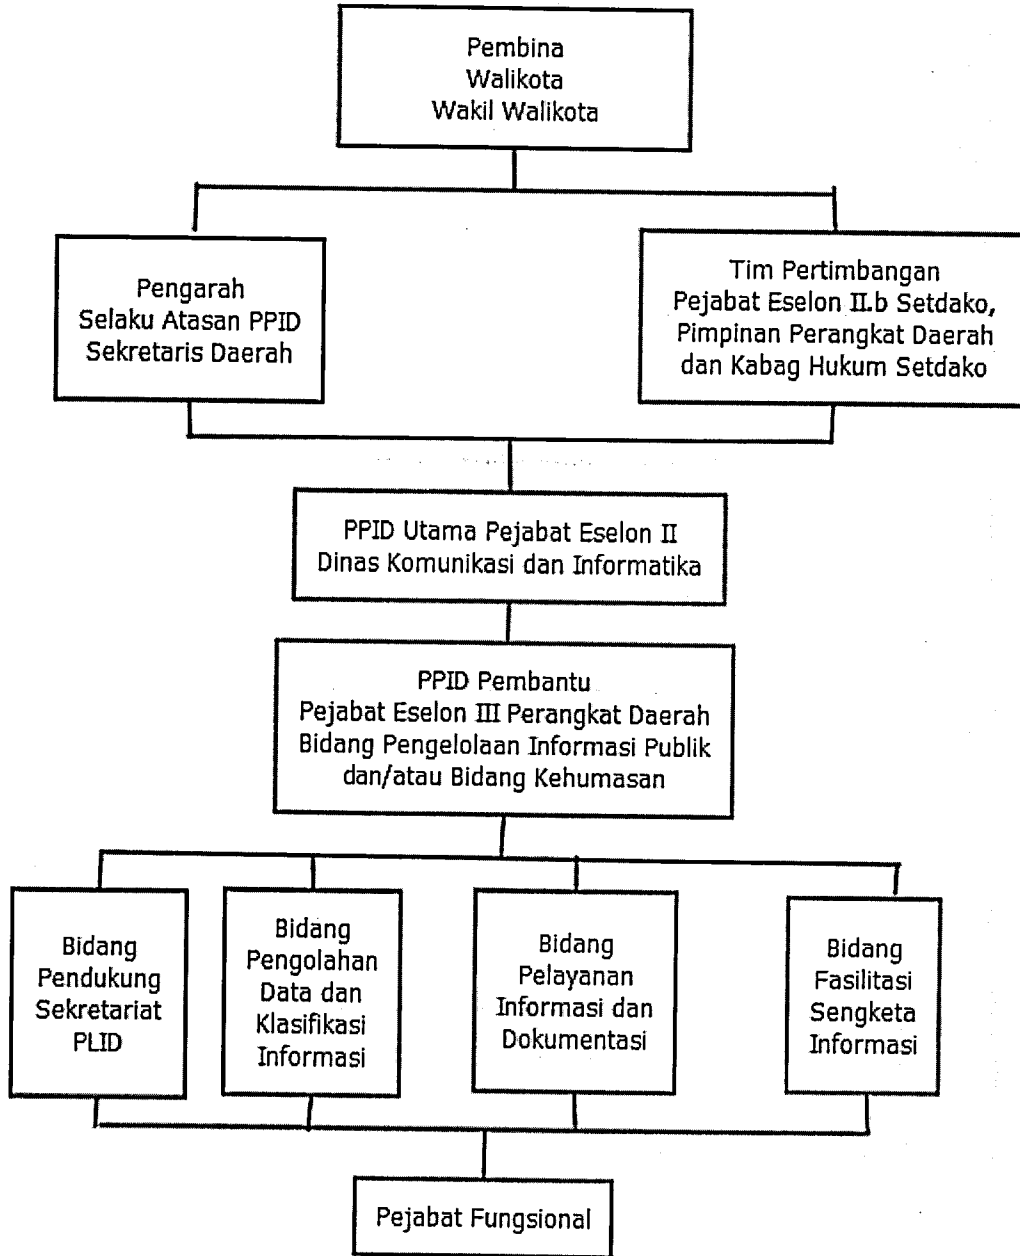 Pembina
Walikota
Wakil Walikota
Pengarah
Selaku Atasan PPID
Sekretaris Daerah
Tim Pertimbangan
Pejabat Eselon II.b Setdako,
Pimpinan Perangkat Daerah
dan Kabag Hukum Setdako
PPID Utama Pejabat Eselon II
Dinas Komunikasi dan Informatika
PPID Pembantu
Pejabat Eselon III Perangkat Daerah
Bidang Pengelolaan Informasi Publik
dan/atau Bidang Kehumasan
Bidang
Pendukung
Sekretariat
PLID
Bidang
Pengolahan
Data dan
Klasifikasi
Informasi
Bidang
Pelayanan
Informasi dan
Dokumentasi
Bidang
Fasilitasi
Sengketa
Informasi
Pejabat Fungsional